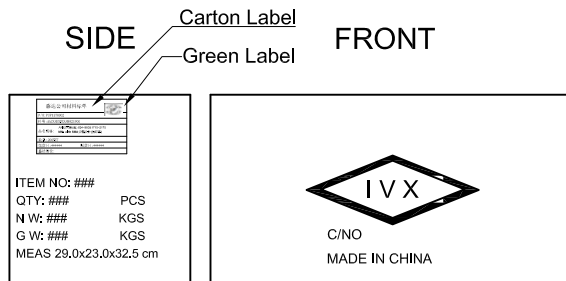 Carton Label
SIDE
FRONT
Green Label
ITEM NO: ###
QTY: ### PCS
N W: ### KGS
G W: ### KGS
MEAS 29.0x23.0x32.5 cm
I V X
C/NO
MADE IN CHINA